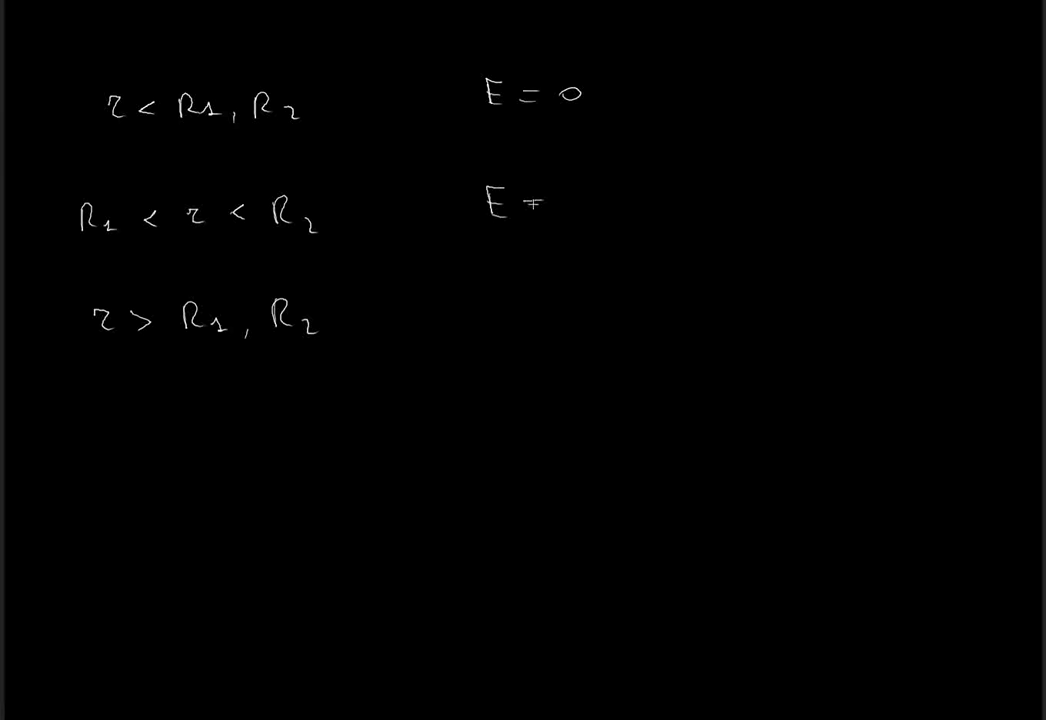 r < R1, R2 E = 0
R1 < r < R2 E =
r > R1, R2